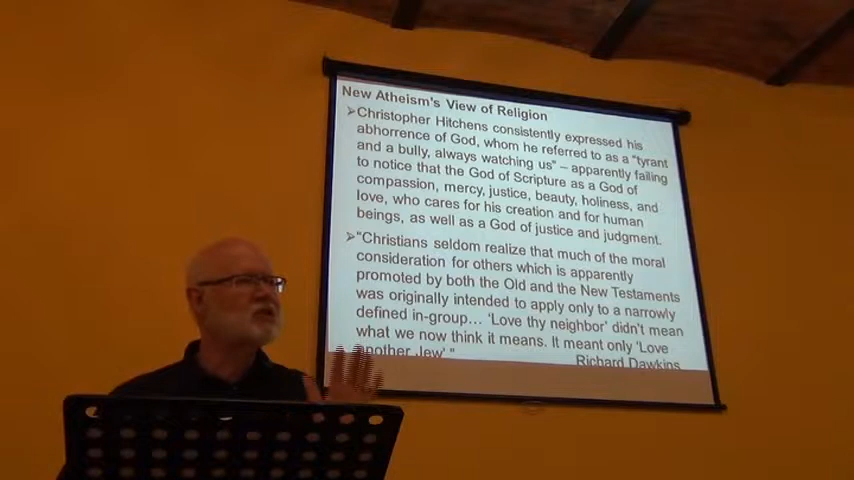 New Atheism's View of Religion
➢Christopher Hitchens consistently expressed his
abhorrence of God, whom he referred to as a "tyrant
and a bully, always watching us" – apparently failing
to notice that the God of Scripture as a God of
compassion, mercy, justice, beauty, holiness, and
love, who cares for his creation and for human
beings, as well as a God of justice and judgment.
➢"Christians seldom realize that much of the moral
consideration for others which is apparently
promoted by both the Old and the New Testaments
was originally intended to apply only to a narrowly
defined in-group… 'Love thy neighbor' didn't mean
what we now think it means. It meant only 'Love
another Jew' "
Richard Dawkins